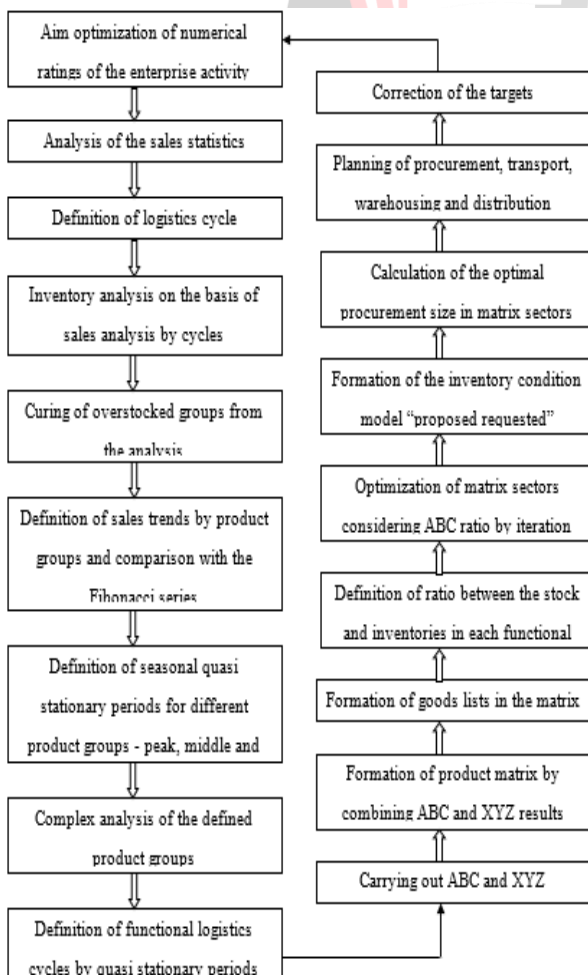 Aim optimization of numerical
ratings of the enterprise activity
Analysis of the sales statistics
Definition of logistics cycle
Inventory analysis on the basis of
sales analysis by cycles
Curing of overstocked groups from
the analysis
Definition of sales trends by product
groups and comparison with the
Fibonacci series
Definition of seasonal quasi
stationary periods for different
product groups - peak, middle and
Complex analysis of the defined
product groups
Definition of functional logistics
cycles by quasi stationary periods
Correction of the targets
Planning of procurement, transport,
warehousing and distribution
Calculation of the optimal
procurement size in matrix sectors
Formation of the inventory condition
model “proposed requested”
Optimization of matrix sectors
considering ABC ratio by iteration
Definition of ratio between the stock
and inventories in each functional
Formation of goods lists in the matrix
Formation of product matrix by
combining ABC and XYZ results
Carrying out ABC and XYZ